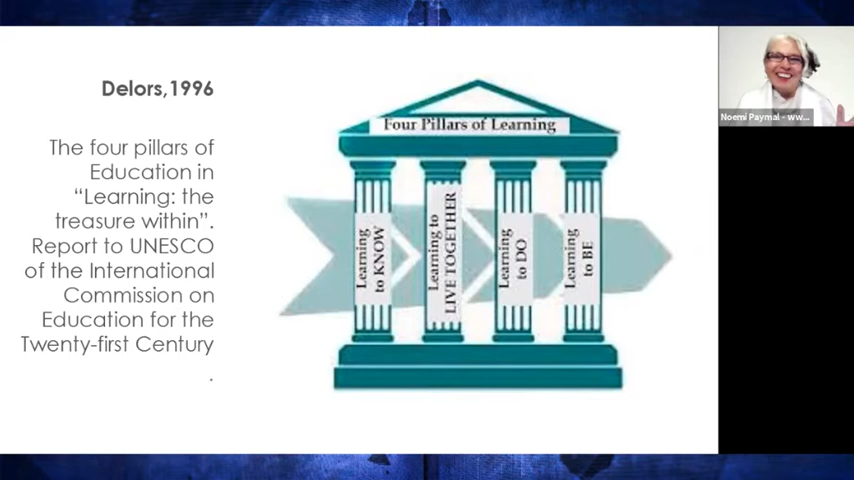 Delors,1996
The four pillars of
Education in
“Learning: the
treasure within”.
Report to UNESCO
of the International
Commission on
Education for the
Twenty-first Century
.
Four Pillars of Learning
Learning
to KNOW
Learning to
LIVE TOGETHER
Learning
to DO
Learning
to BE
Noemi Paymal - ww...